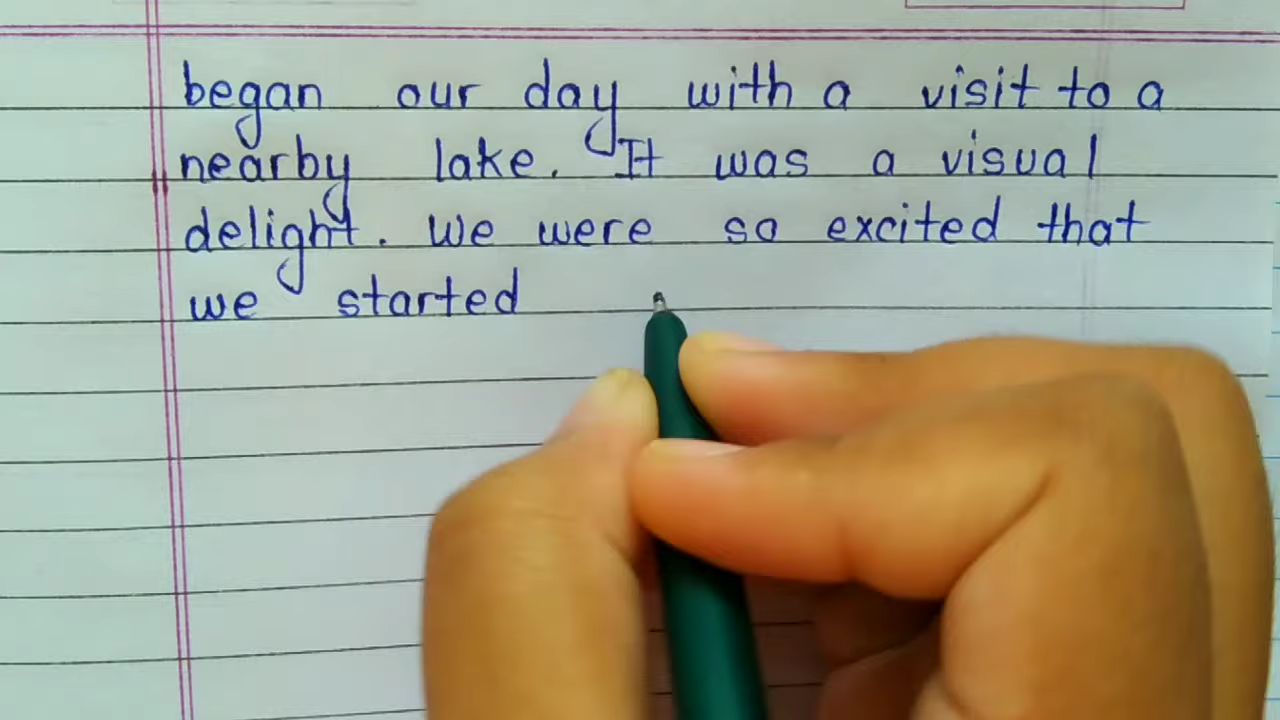 began our day with a visit to a
nearby lake. It was a visual
delight. We were so excited that
we started